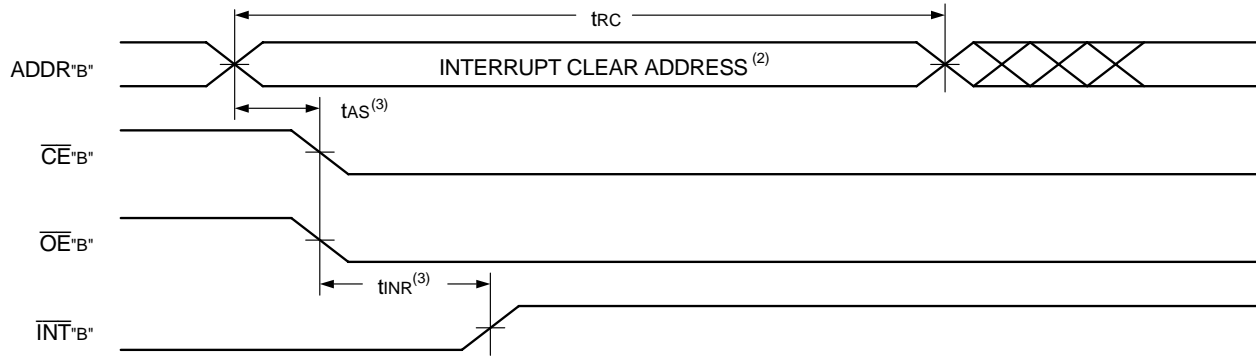 tRC
ADDR"B"
INTERRUPT CLEAR ADDRESS (2)
tAS(3)
CE"B"
OE"B"
tINR(3)
INT"B"